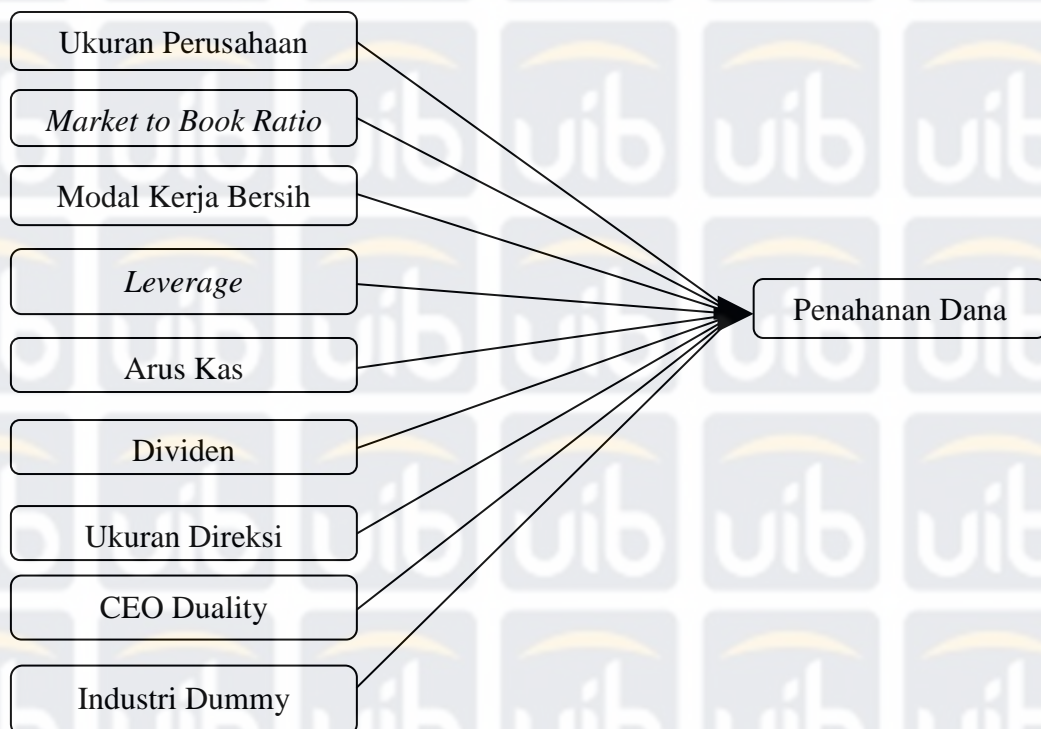 Ukuran Perusahaan
Market to Book Ratio
Modal Kerja Bersih
Leverage
Arus Kas
Dividen
Ukuran Direksi
CEO Duality
Industri Dummy
Penahanan Dana
uib